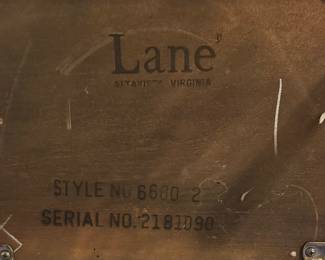 Lane®
ALTAVISTA VIRGINIA
STYLE NO 6680 2
SERIAL NO. 2181090